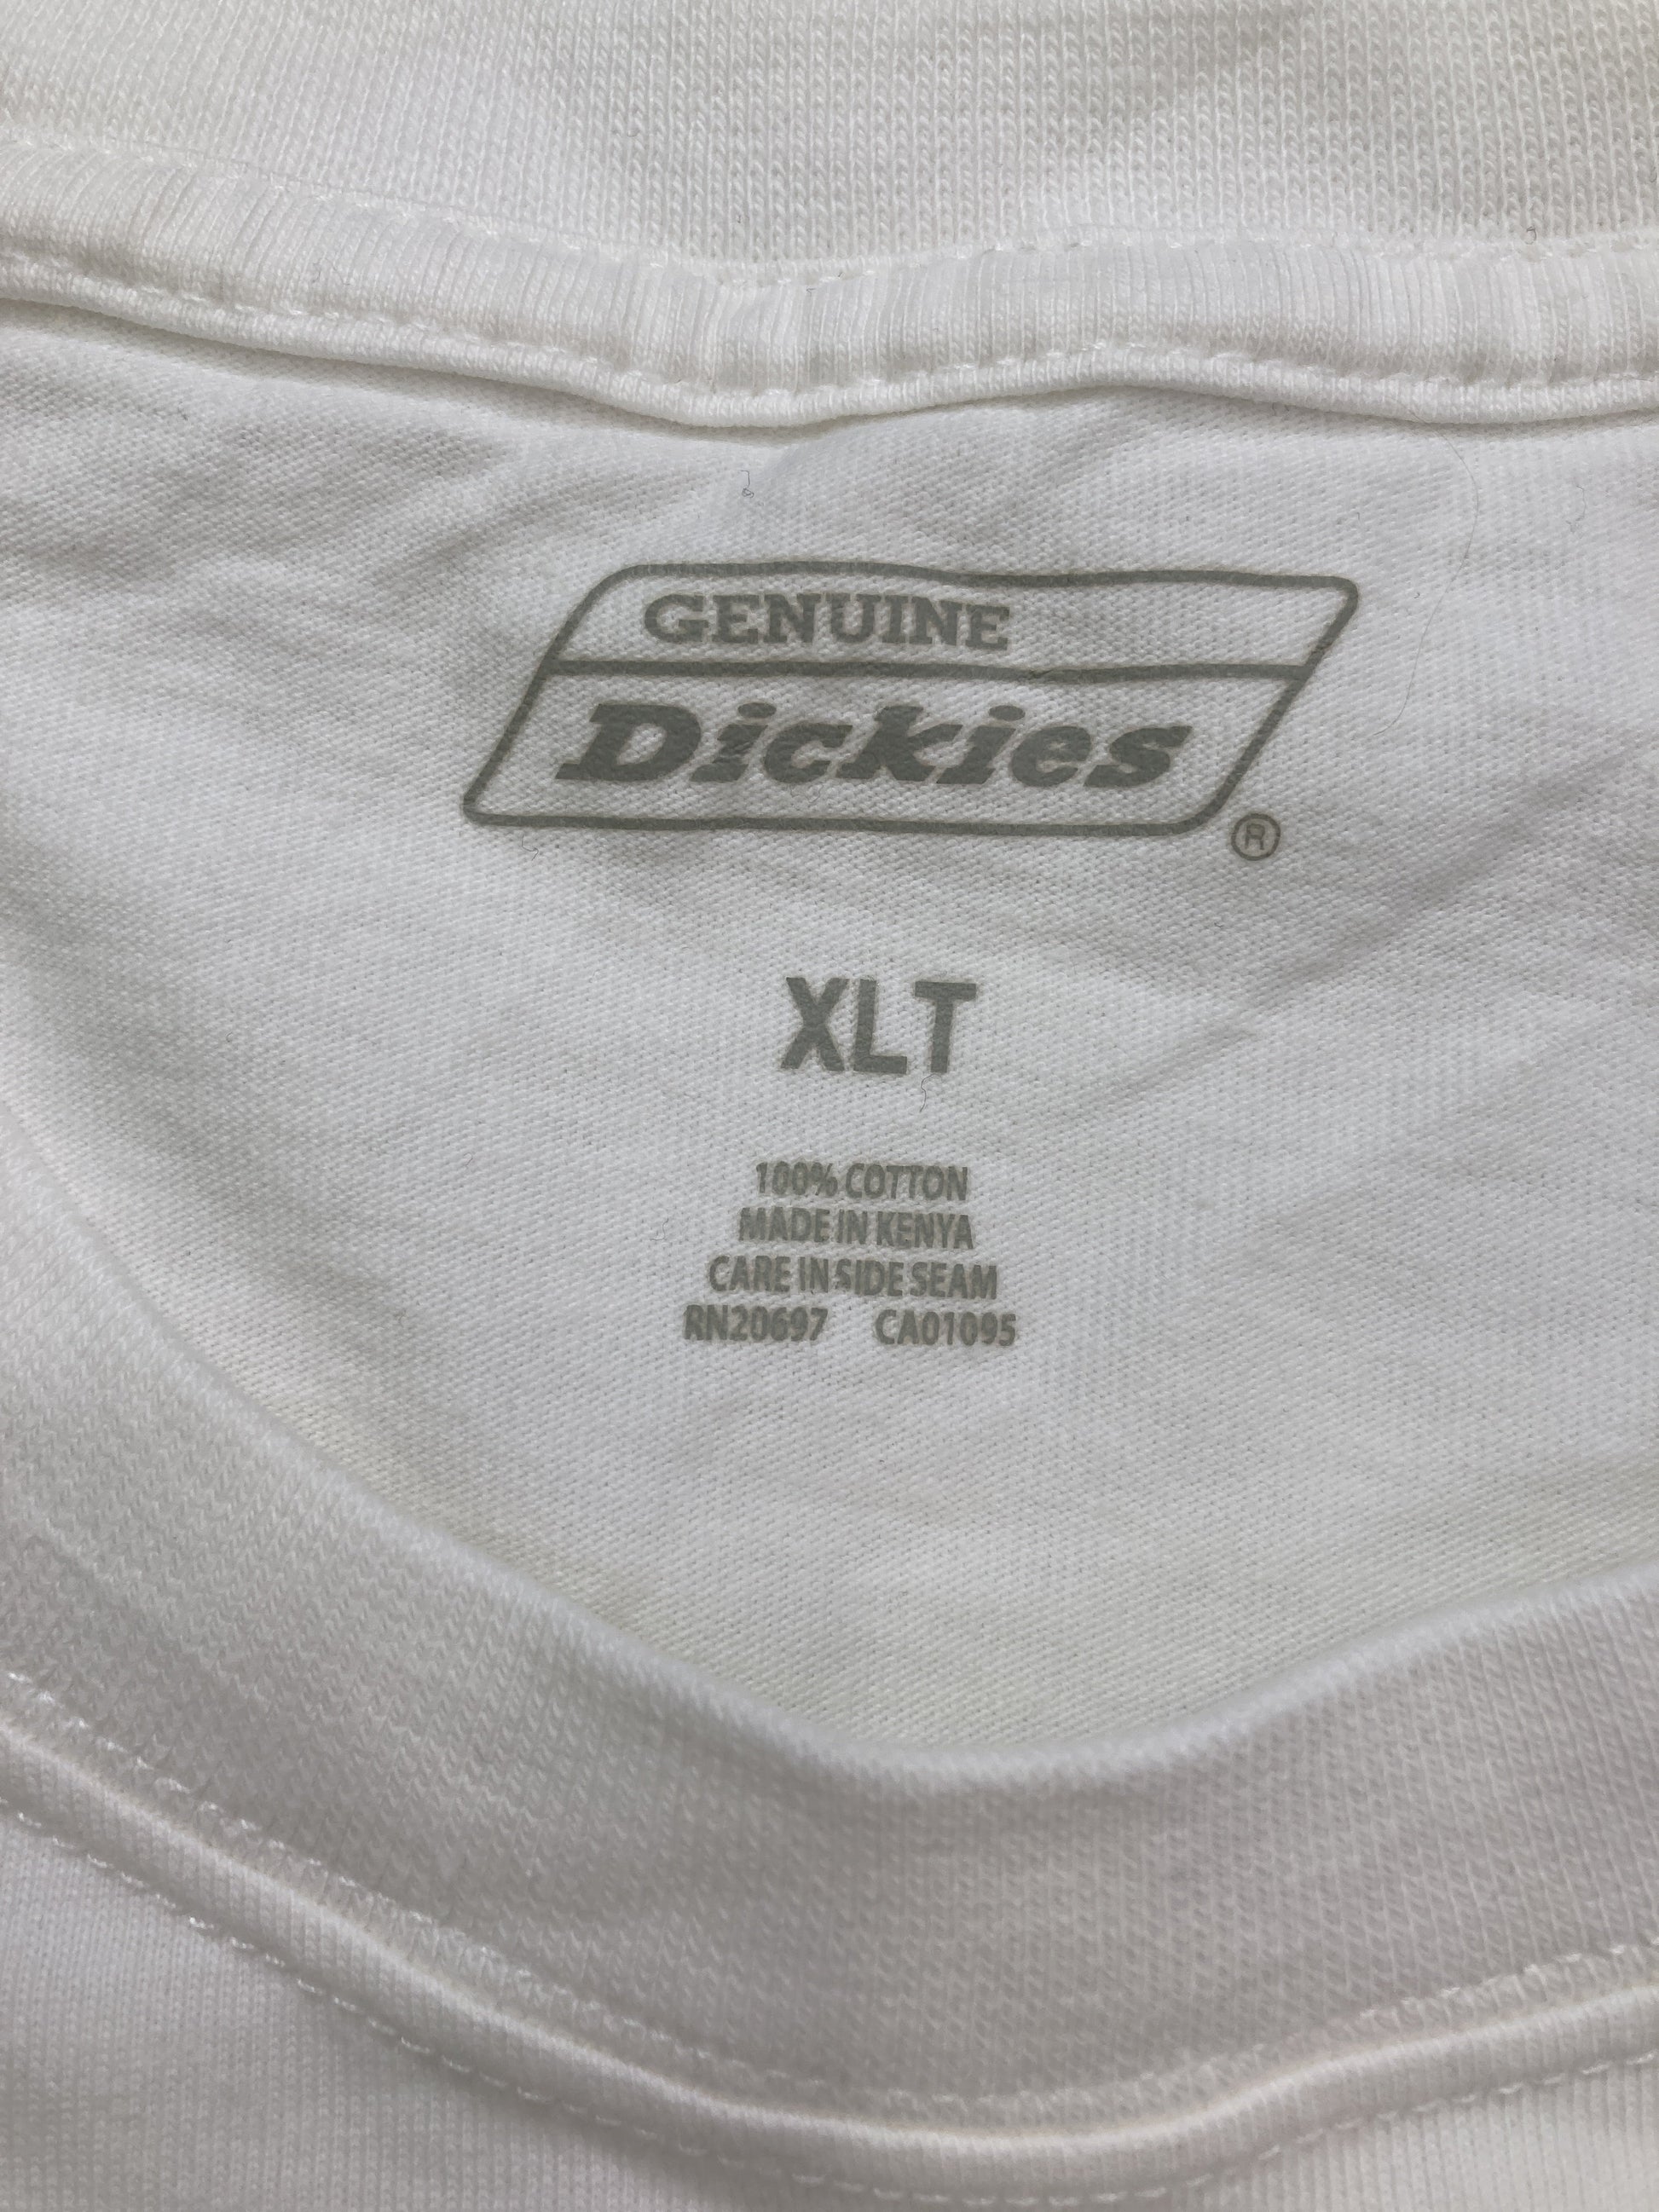 GENUINE
Dickies
®
XLT
100% COTTON
MADE IN KENYA
CARE IN SIDE SEAM
RN20697 CA01095